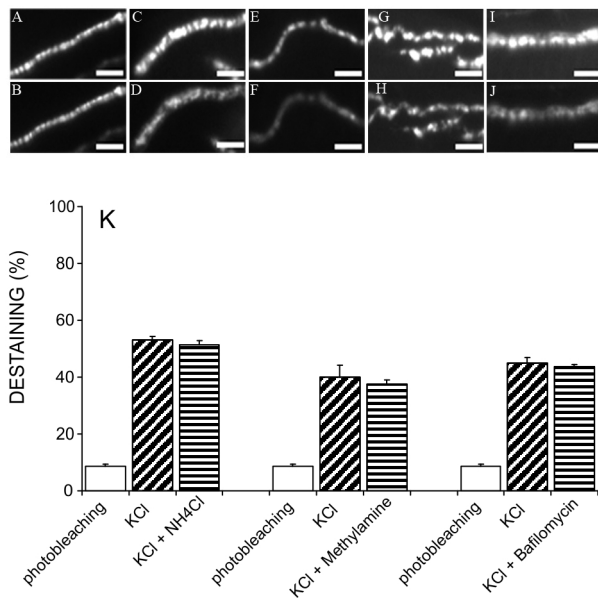 A
C
E
G
I
B
D
F
H
J
K
DESTAINING (%)
100
80
60
40
20
0
photobleaching
KCl
KCl + NH4Cl
photobleaching
KCl
KCl + Methylamine
photobleaching
KCl
KCl + Bafilomycin